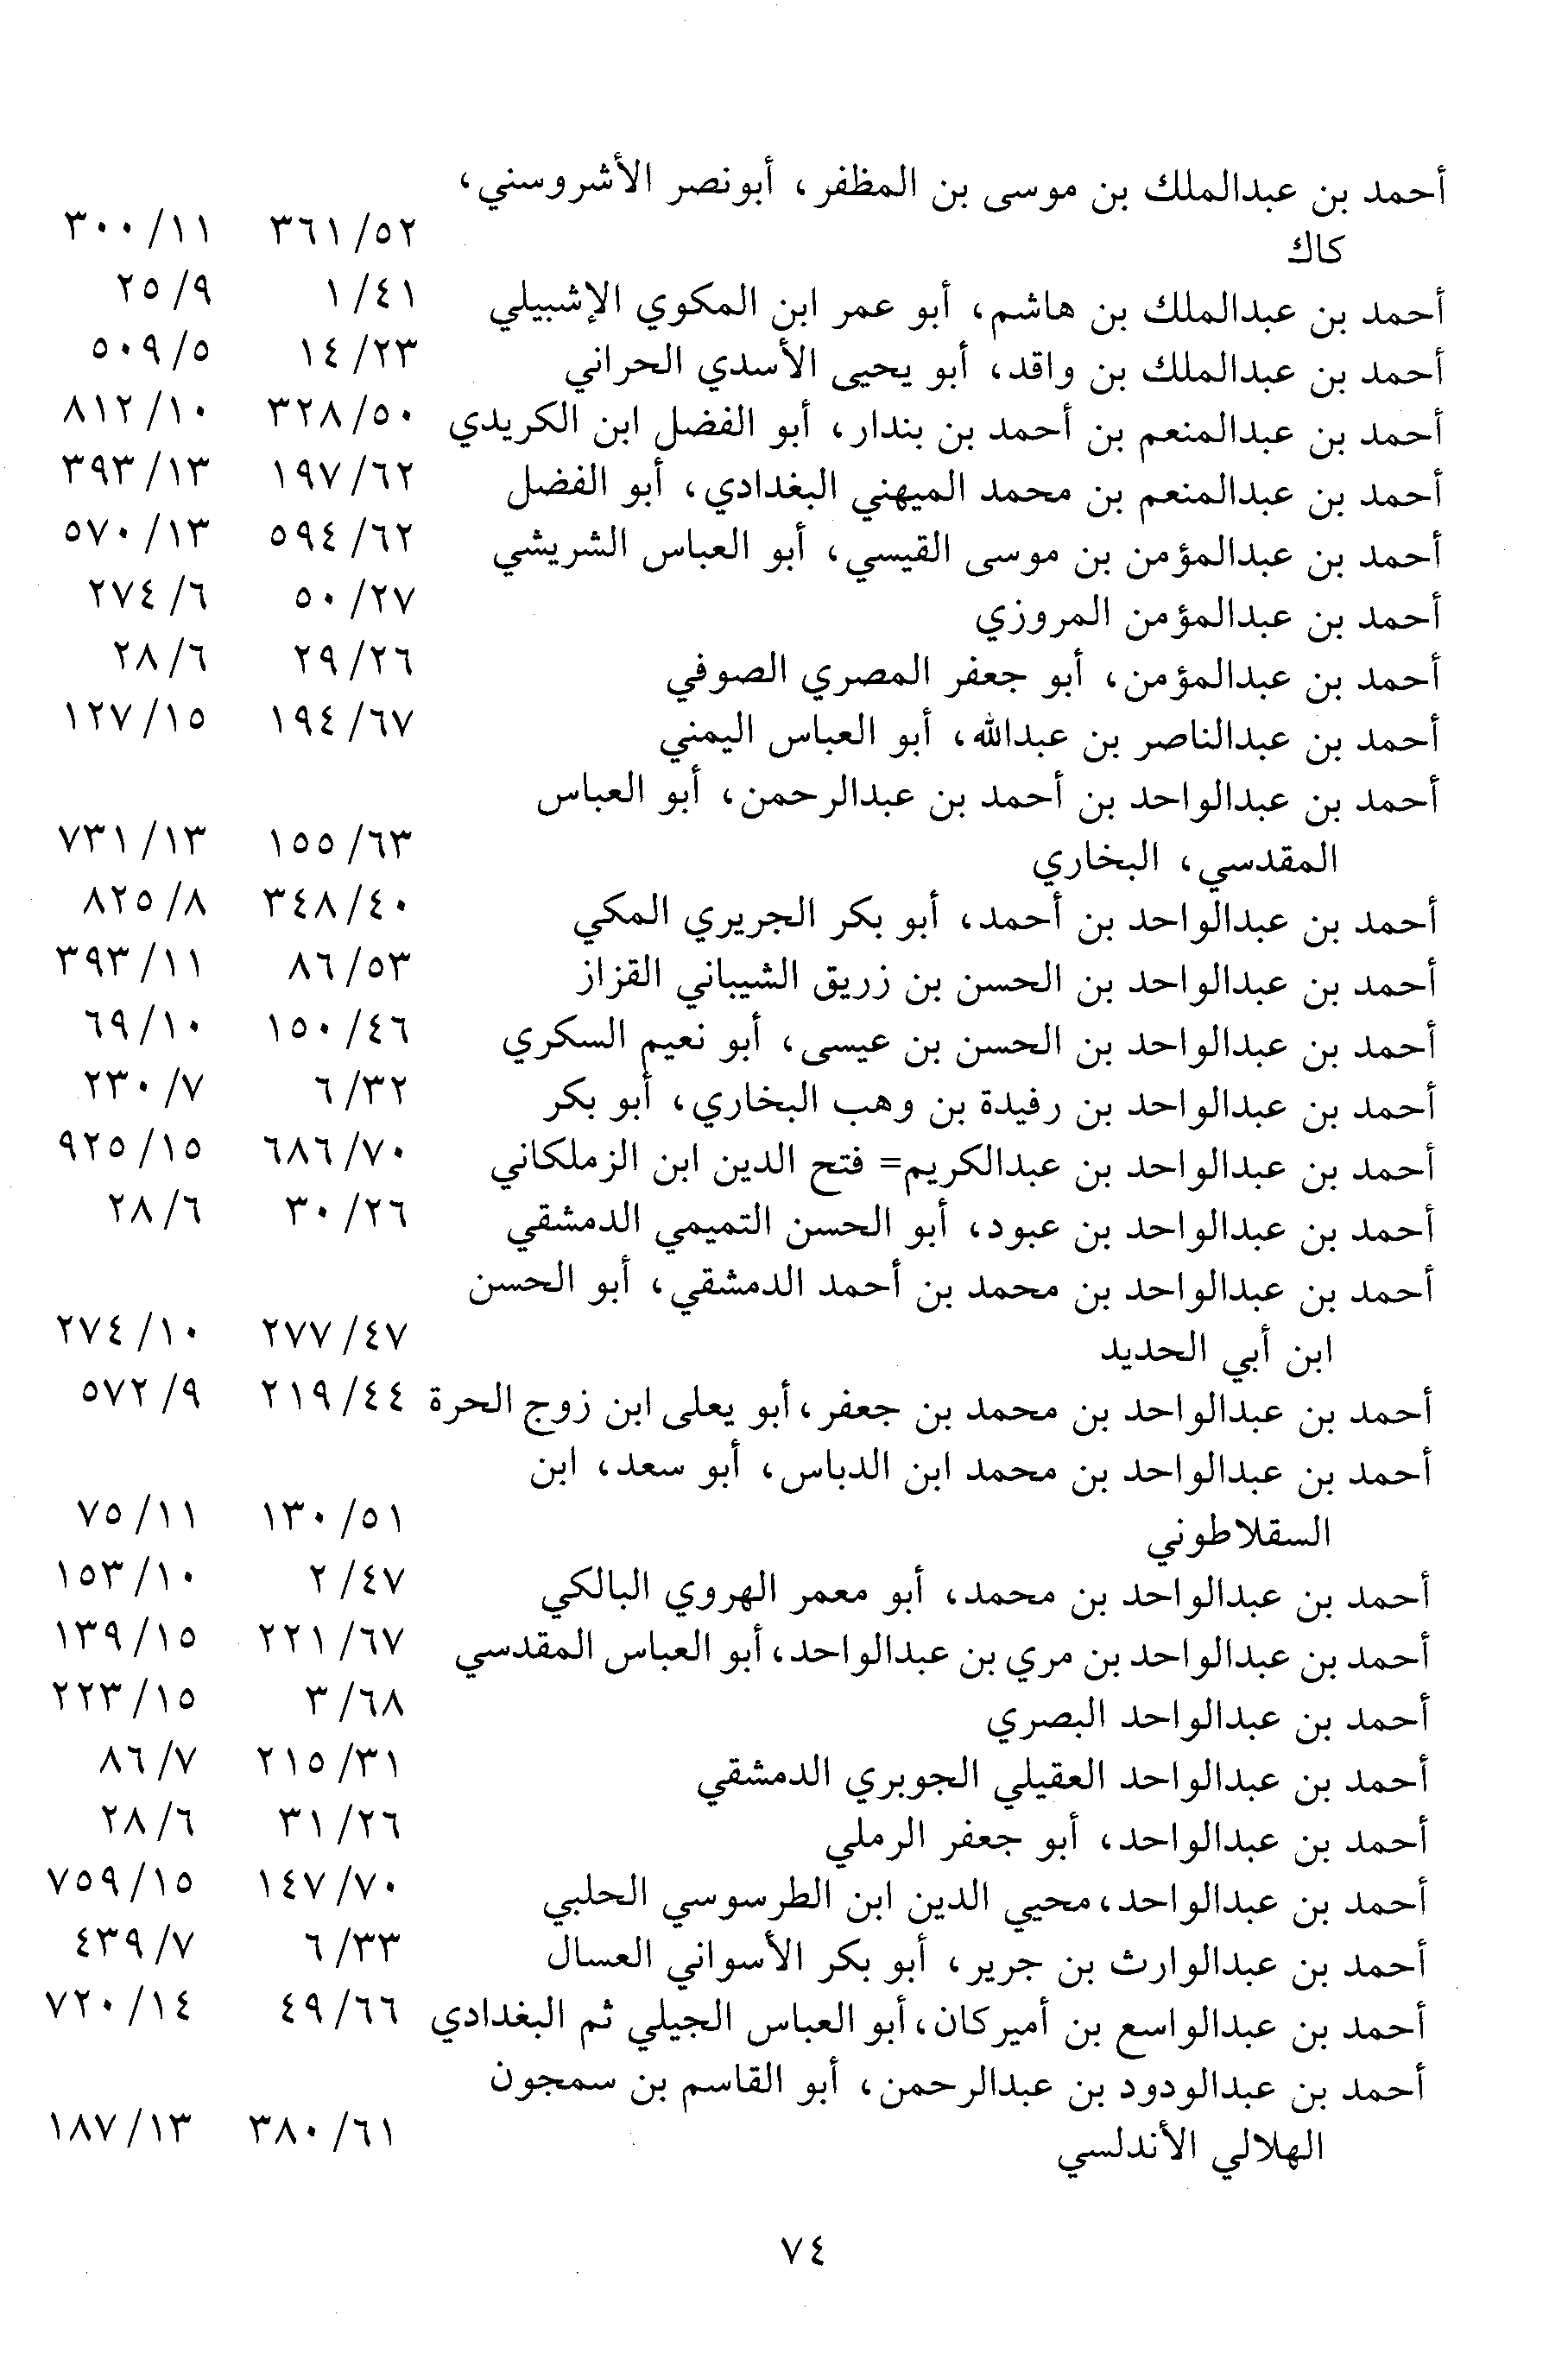 أحمد بن عبدالملك بن موسى بن المظفر، أبونصر الأشروسني،
كاك ٣٦١/٥٢ ٣٠٠/١١
أحمد بن عبدالملك بن هاشم، أبو عمر ابن المكوي الإشبيلي ١/٤١ ٢٥/٩
أحمد بن عبدالملك بن واقد، أبو يحيى الأسدي الحراني ١٤/٢٣ ٥٠٩/٥
أحمد بن عبدالمنعم بن أحمد بن بندار، أبو الفضل ابن الكريدي ٣٢٨/٥٠ ٨١٢/١٠
أحمد بن عبدالمنعم بن محمد الميهني البغدادي، أبو الفضل ١٩٧/٦٢ ٣٩٣/١٣
أحمد بن عبدالمؤمن بن موسى القيسي، أبو العباس الشريشي ٥٩٤/٦٢ ٥٧٠/١٣
أحمد بن عبدالمؤمن المروزي ٥٠/٢٧ ٢٧٤/٦
أحمد بن عبدالمؤمن، أبو جعفر المصري الصوفي ٢٩/٢٦ ٢٨/٦
أحمد بن عبدالناصر بن عبدالله، أبو العباس اليمني ١٩٤/٦٧ ١٢٧/١٥
أحمد بن عبدالواحد بن أحمد بن عبدالرحمن، أبو العباس
المقدسي، البخاري ١٥٥/٦٣ ٧٣١/١٣
أحمد بن عبدالواحد بن أحمد، أبو بكر الجريري المكي ٣٤٨/٤٠ ٨٢٥/٨
أحمد بن عبدالواحد بن الحسن بن زريق الشيباني القزاز ٨٦/٥٣ ٣٩٣/١١
أحمد بن عبدالواحد بن الحسن بن عيسى، أبو نعيم السكري ١٥٠/٤٦ ٦٩/١٠
أحمد بن عبدالواحد بن رفيدة بن وهب البخاري، أبو بكر ٦/٣٢ ٢٣٠/٧
أحمد بن عبدالواحد بن عبدالكريم= فتح الدين ابن الزملكاني ٦٨٦/٧٠ ٩٢٥/١٥
أحمد بن عبدالواحد بن عبود، أبو الحسن التميمي الدمشقي ٣٠/٢٦ ٢٨/٦
أحمد بن عبدالواحد بن محمد بن أحمد الدمشقي، أبو الحسن
ابن أبي الحديد ٢٧٧/٤٧ ٢٧٤/١٠
أحمد بن عبدالواحد بن محمد بن جعفر، أبو يعلى ابن زوج الحرة ٢١٩/٤٤ ٥٧٢/٩
أحمد بن عبدالواحد بن محمد ابن الدباس، أبو سعد، ابن
السقلاطوني ١٣٠/٥١ ٧٥/١١
أحمد بن عبدالواحد بن محمد، أبو معمر الهروي البالكي ٢/٤٧ ١٥٣/١٠
أحمد بن عبدالواحد بن مري بن عبدالواحد، أبو العباس المقدسي ٢٢١/٦٧ ١٣٩/١٥
أحمد بن عبدالواحد البصري ٣/٦٨ ٢٢٣/١٥
أحمد بن عبدالواحد العقيلي الجوبري الدمشقي ٢١٥/٣١ ٨٦/٧
أحمد بن عبدالواحد، أبو جعفر الرملي ٣١/٢٦ ٢٨/٦
أحمد بن عبدالواحد، محيي الدين ابن الطرسوسي الحلبي ١٤٧/٧٠ ٧٥٩/١٥
أحمد بن عبدالوارث بن جرير، أبو بكر الأسواني العسال ٦/٣٣ ٤٣٩/٧
أحمد بن عبدالواسع بن أميركان، أبو العباس الجيلي ثم البغدادي ٤٩/٦٦ ٧٢٠/١٤
أحمد بن عبدالودود بن عبدالرحمن، أبو القاسم بن سمجون
الهلالي الأندلسي ٣٨٠/٦١ ١٨٧/١٣
٧٤